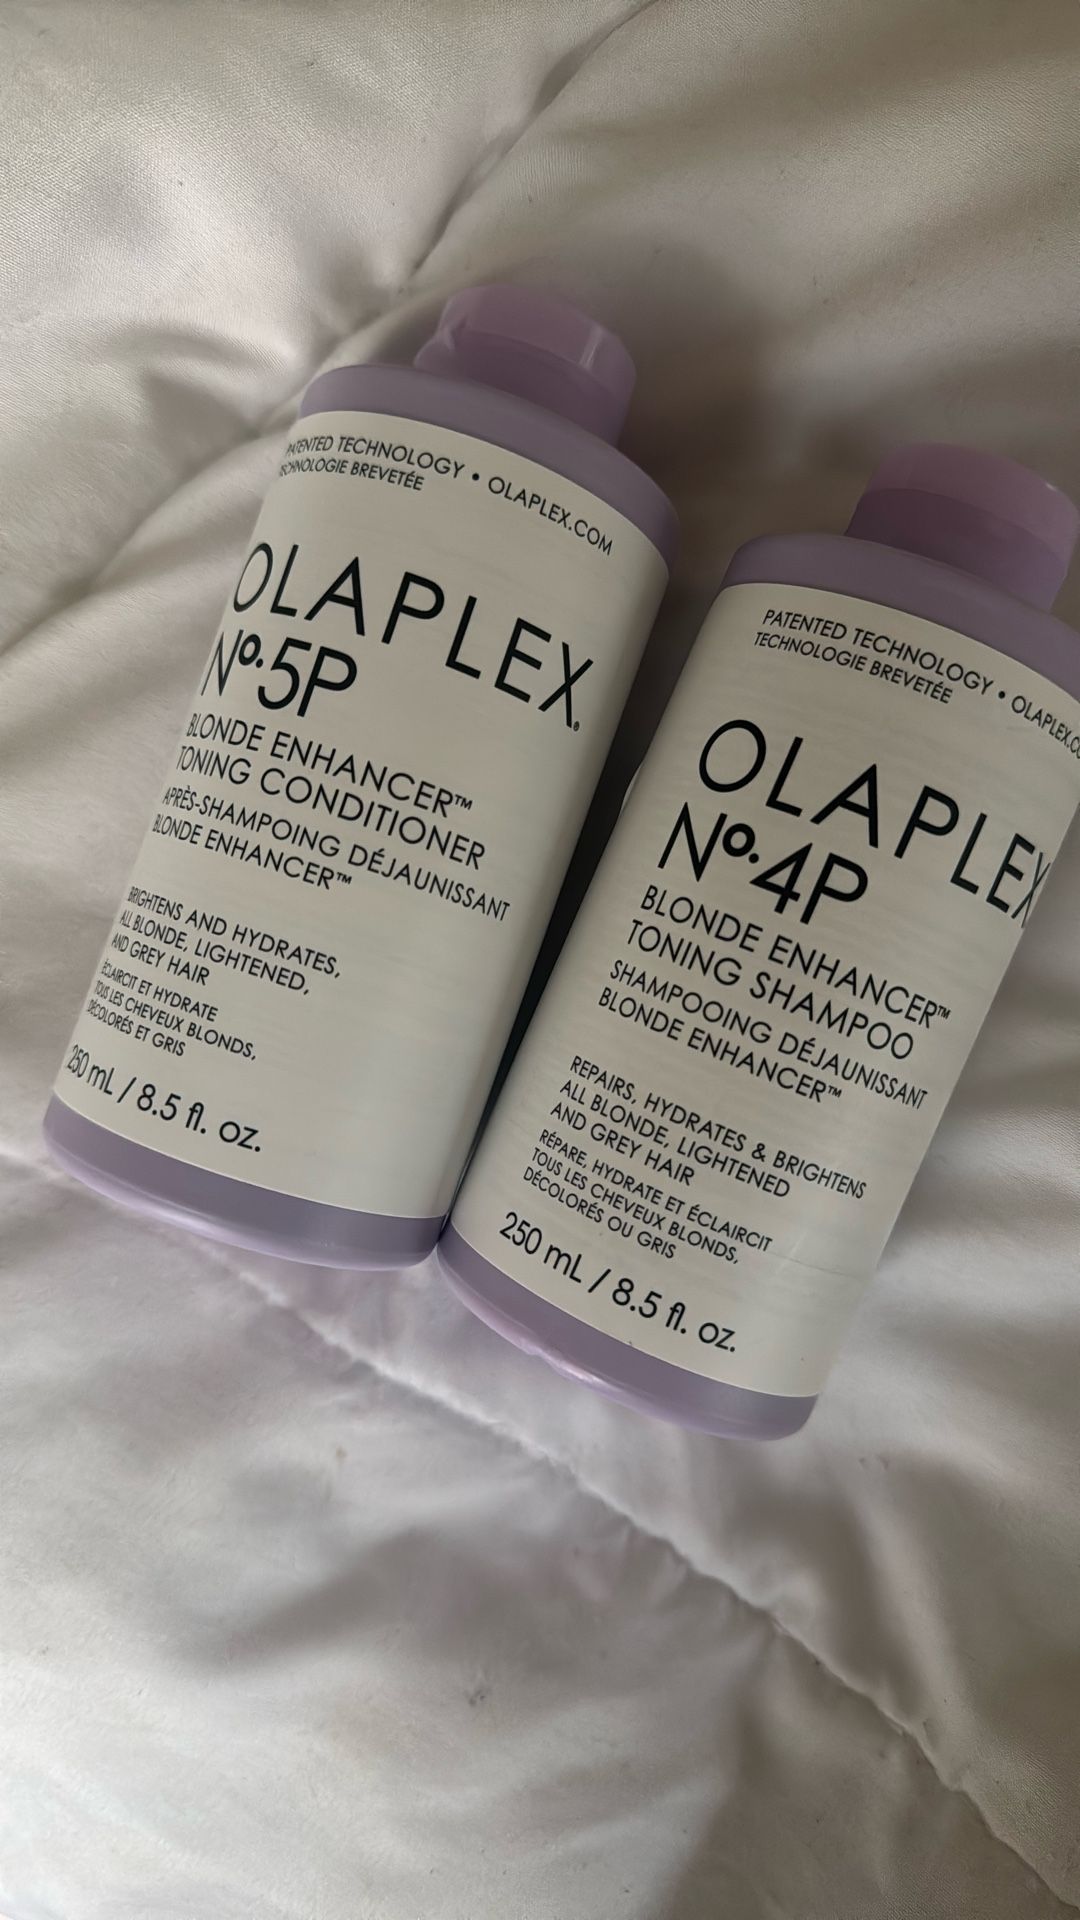 PATENTED TECHNOLOGY • OLAPLEX.COM
TECHNOLOGIE BREVETÉE
OLAPLEX®
Nº.5P
BLONDE ENHANCER™
TONING CONDITIONER
APRÈS-SHAMPOING DÉJAUNISSANT
BLONDE ENHANCER™
BRIGHTENS AND HYDRATES,
ALL BLONDE, LIGHTENED,
AND GREY HAIR
ÉCLAIRCIT ET HYDRATE
TOUS LES CHEVEUX BLONDS,
DÉCOLORÉS ET GRIS
250 mL / 8.5 fl. oz.
PATENTED TECHNOLOGY • OLAPLEX.CO
TECHNOLOGIE BREVETÉE
OLAPLEX
Nº.4P
BLONDE ENHANCER™
TONING SHAMPOO
SHAMPOOING DÉJAUNISSANT
BLONDE ENHANCER™
REPAIRS, HYDRATES & BRIGHTENS
ALL BLONDE, LIGHTENED
AND GREY HAIR
RÉPARE, HYDRATE ET ÉCLAIRCIT
TOUS LES CHEVEUX BLONDS,
DÉCOLORÉS OU GRIS
250 mL / 8.5 fl. oz.